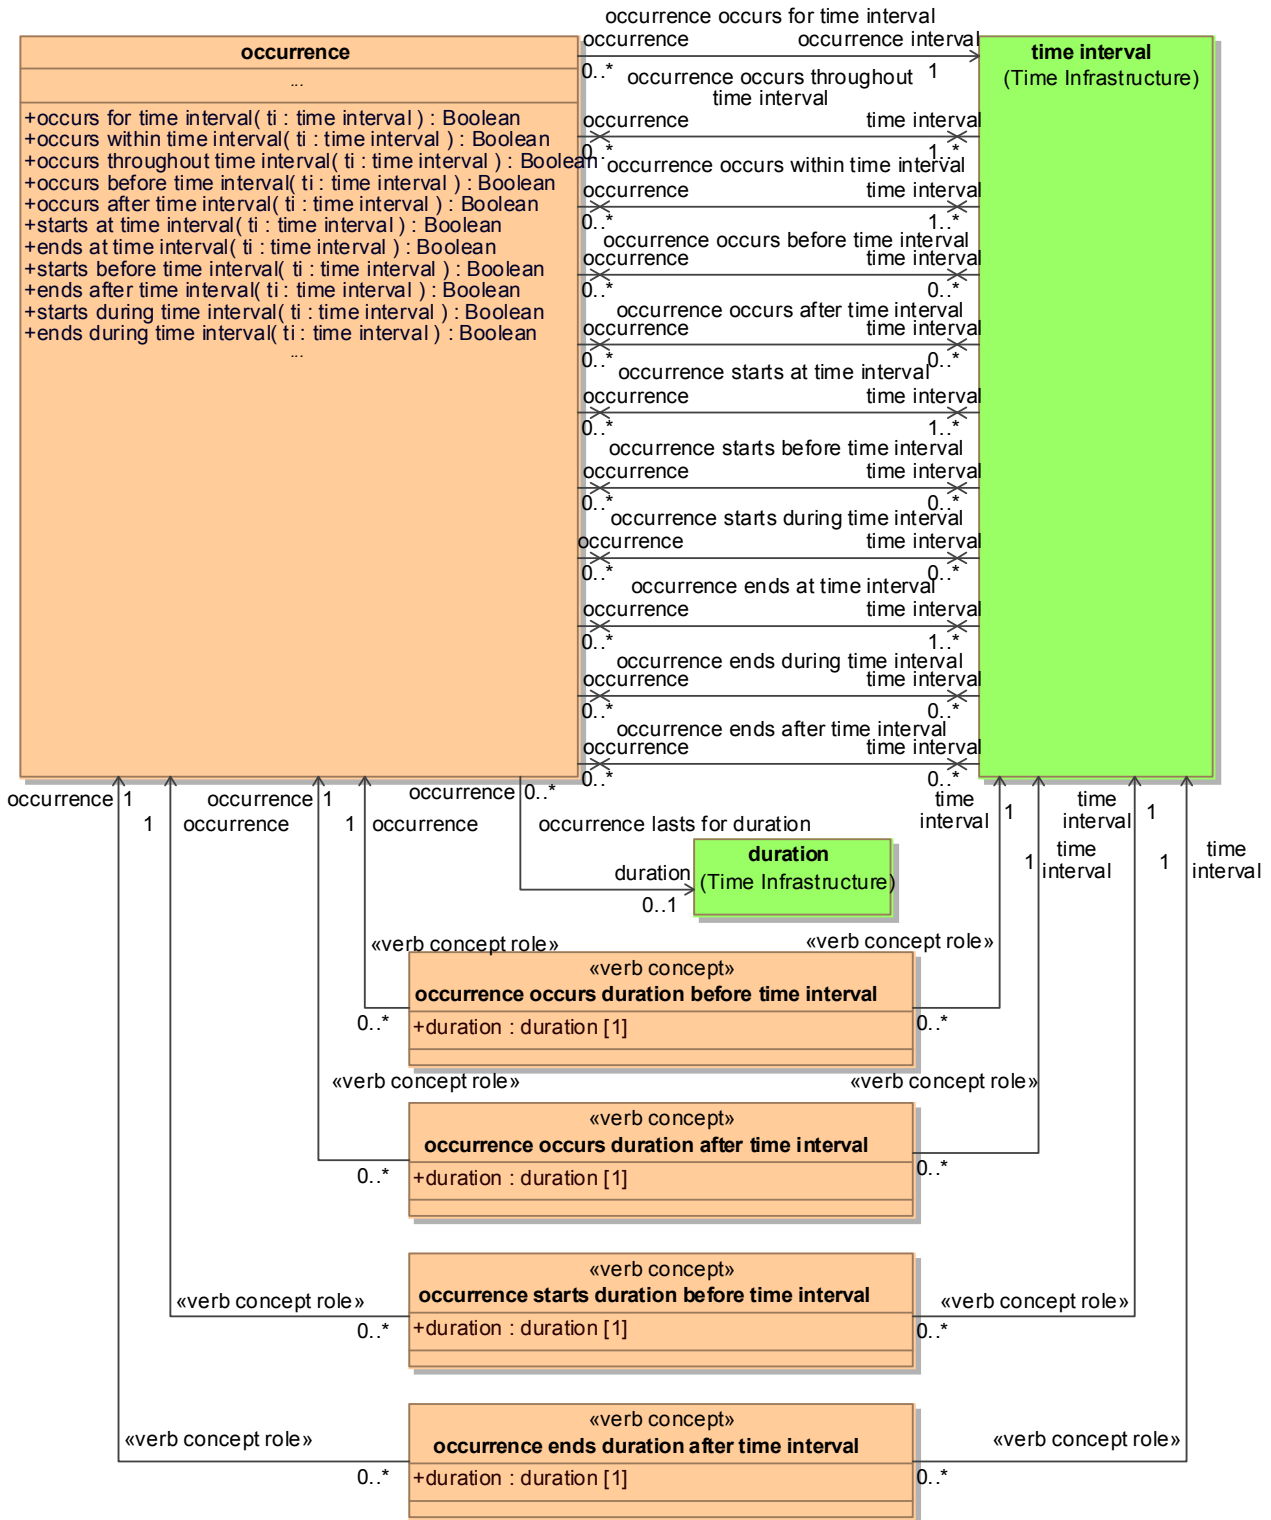 occurrence occurs for time interval
occurrence
...
+occurs for time interval( ti : time interval ) : Boolean
+occurs within time interval( ti : time interval ) : Boolean
+occurs throughout time interval( ti : time interval ) : Boolean
+occurs before time interval( ti : time interval ) : Boolean
+occurs after time interval( ti : time interval ) : Boolean
+starts at time interval( ti : time interval ) : Boolean
+ends at time interval( ti : time interval ) : Boolean
+starts before time interval( ti : time interval ) : Boolean
+ends after time interval( ti : time interval ) : Boolean
+starts during time interval( ti : time interval ) : Boolean
+ends during time interval( ti : time interval ) : Boolean
...
occurrence occurrence interval
0..* 1
occurrence occurs throughout
time interval
occurrence time interval
0..* 1..*
occurrence occurs within time interval
occurrence time interval
0..* 1..*
occurrence occurs before time interval
occurrence time interval
0..* 0..*
occurrence occurs after time interval
occurrence time interval
0..* 0..*
occurrence starts at time interval
occurrence time interval
0..* 1..*
occurrence starts before time interval
occurrence time interval
0..* 0..*
occurrence starts during time interval
occurrence time interval
0..* 0..*
occurrence ends at time interval
occurrence time interval
0..* 1..*
occurrence ends during time interval
occurrence time interval
0..* 0..*
occurrence ends after time interval
occurrence time interval
0..* 0..*
time interval
(Time Infrastructure)
occurrence 1
1 occurrence
occurrence 1
1 occurrence
occurrence 0..*
occurrence lasts for duration
duration
0..1
duration
(Time Infrastructure)
time
interval 1
1 time
interval
time
interval 1
1 time
interval
«verb concept role» «verb concept role»
«verb concept»
occurrence occurs duration before time interval
0..* +duration : duration [1] 0..*
«verb concept role» «verb concept role»
«verb concept»
occurrence occurs duration after time interval
0..* +duration : duration [1] 0..*
«verb concept»
occurrence starts duration before time interval
«verb concept role» «verb concept role»
0..* +duration : duration [1] 0..*
«verb concept»
occurrence ends duration after time interval
«verb concept role» «verb concept role»
0..* +duration : duration [1] 0..*